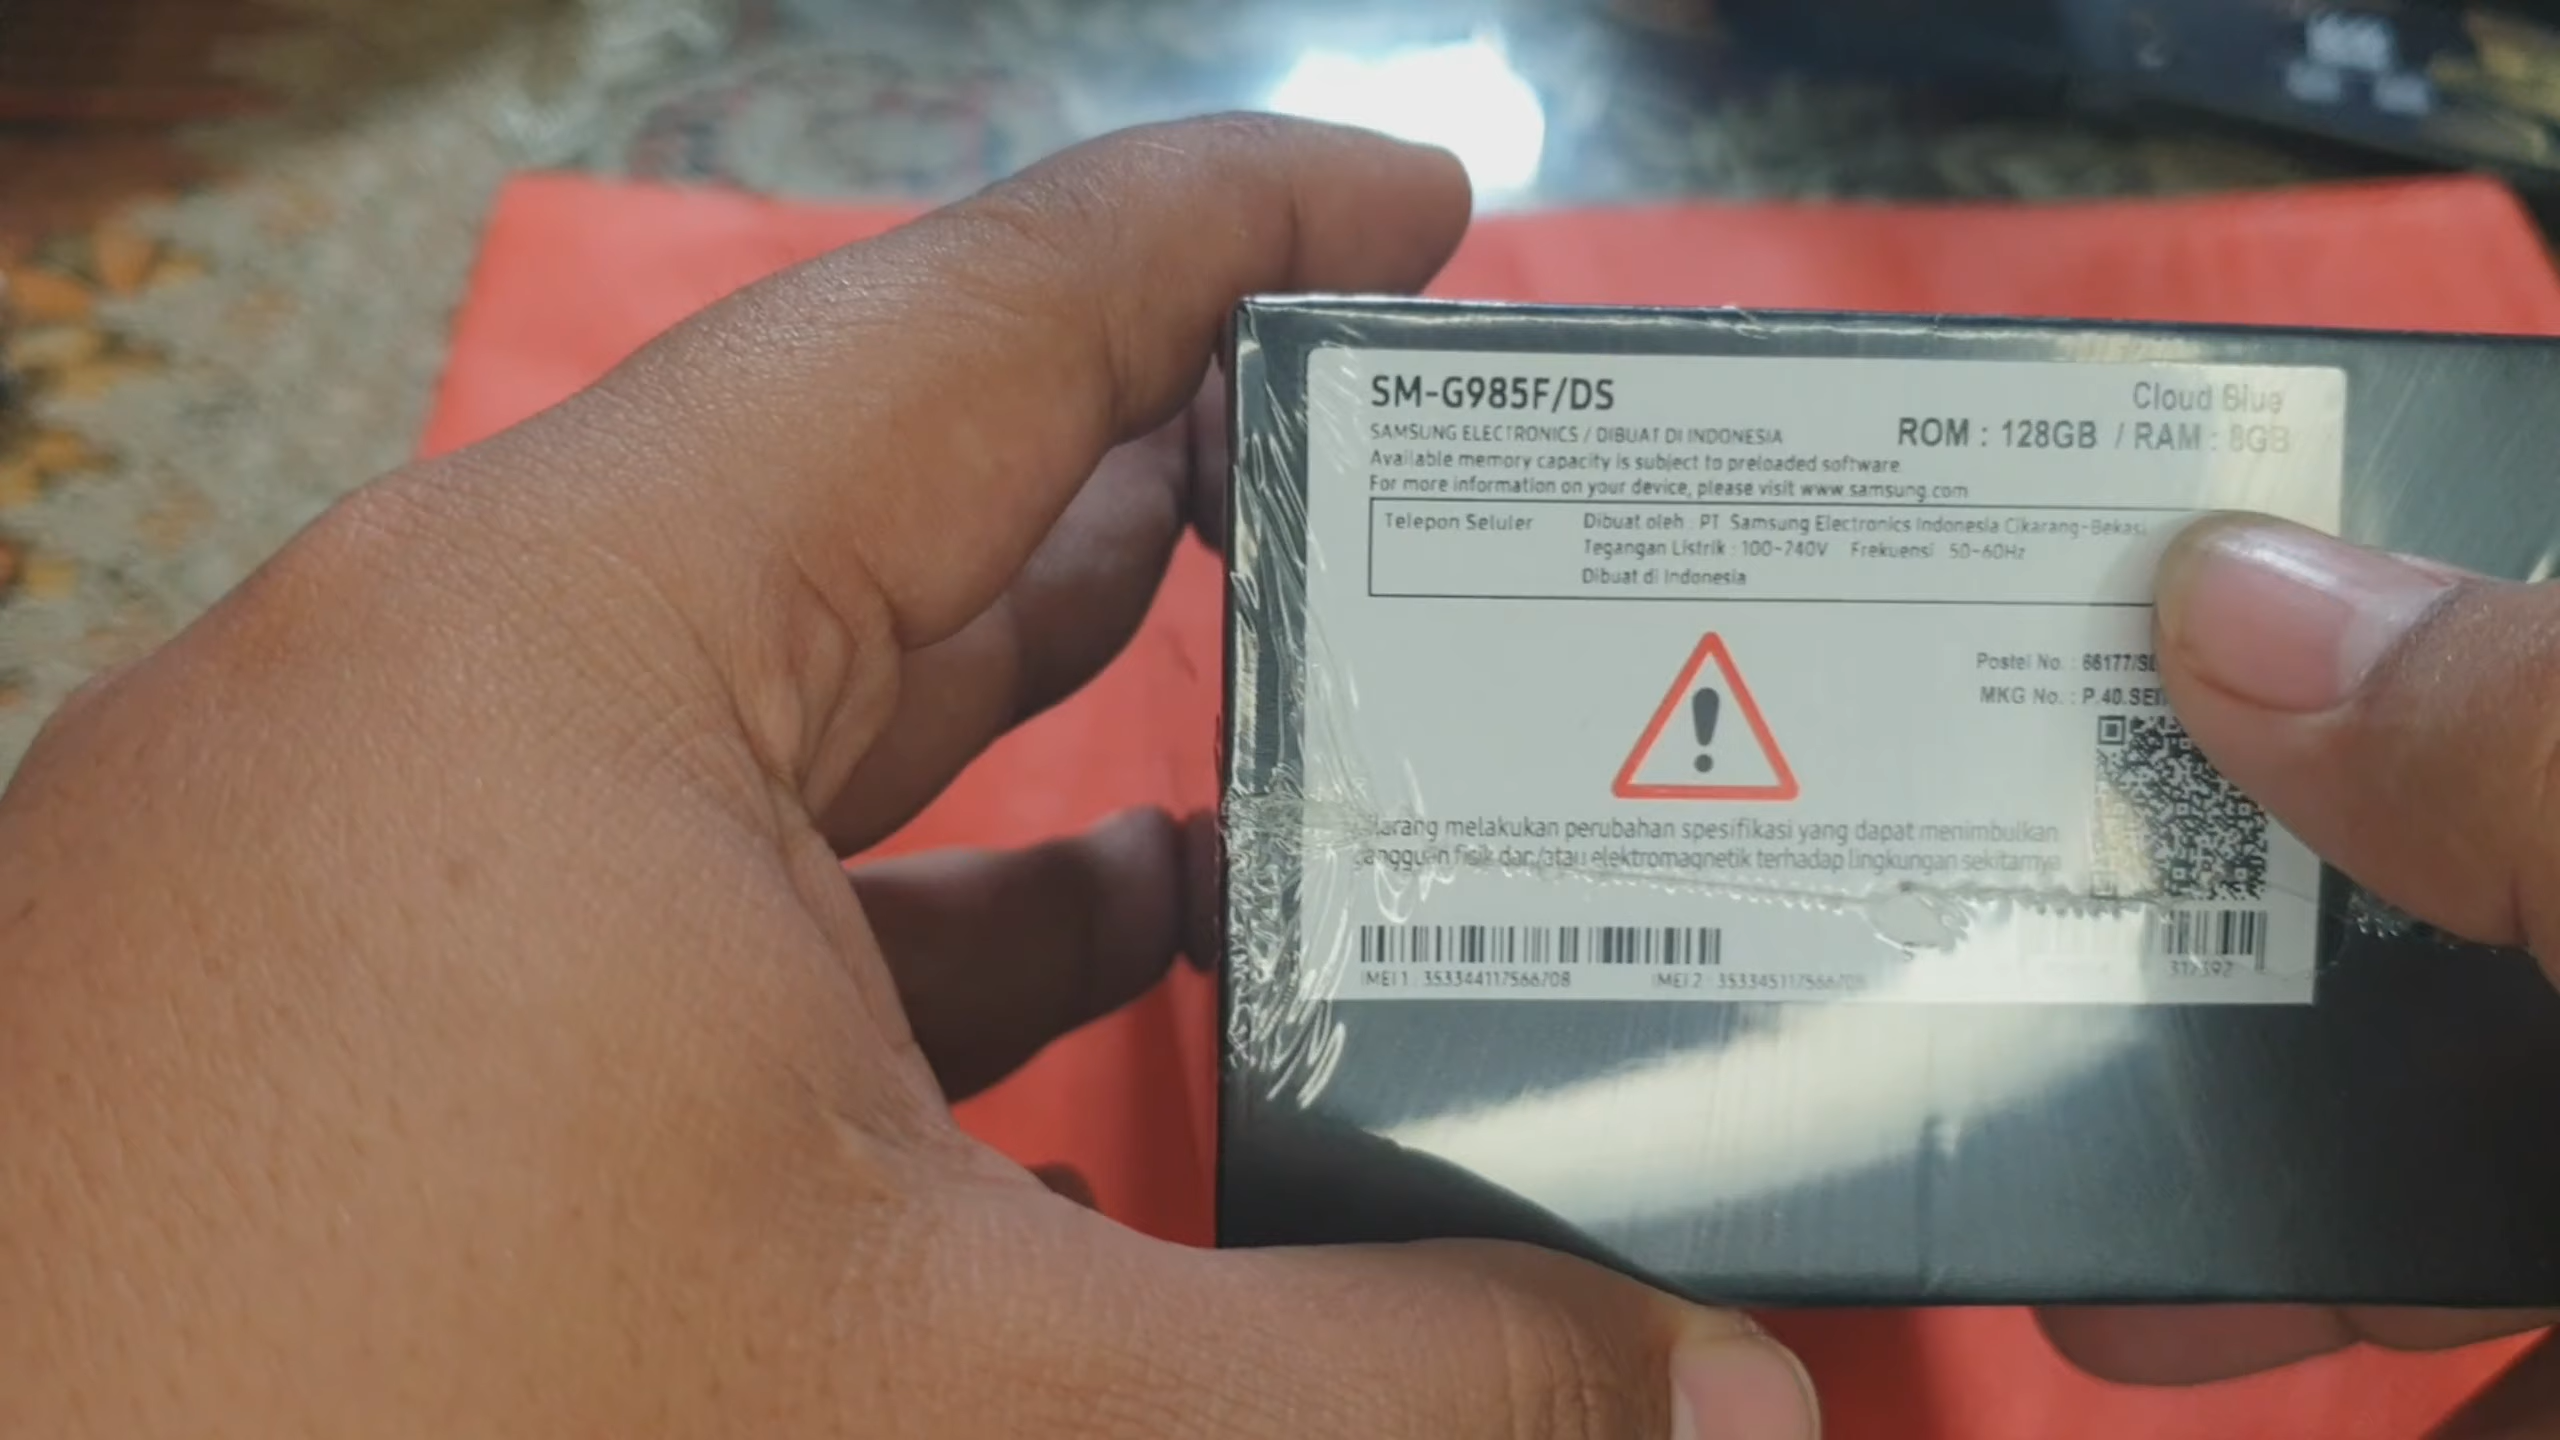 SM-G985F/DS
Cloud Blue
SAMSUNG ELECTRONICS / DIBUAT DI INDONESIA
ROM : 128GB / RAM : 8GB
Available memory capacity is subject to preloaded software.
For more information on your device, please visit www.samsung.com
Telepon Seluler
Dibuat oleh : PT Samsung Electronics Indonesia Cikarang-Bekasi
Tegangan Listrik : 100-240V Frekuensi 50-60Hz
Dibuat di Indonesia
Postel No. : 66177/
MKG No. : P.40.
melakukan perubahan spesifikasi yang dapat menimbulkan
fisik dan/atau elektromagnetik terhadap lingkungan sekitarnya
IMEI 1 : 353344117566708
IMEI 2 :